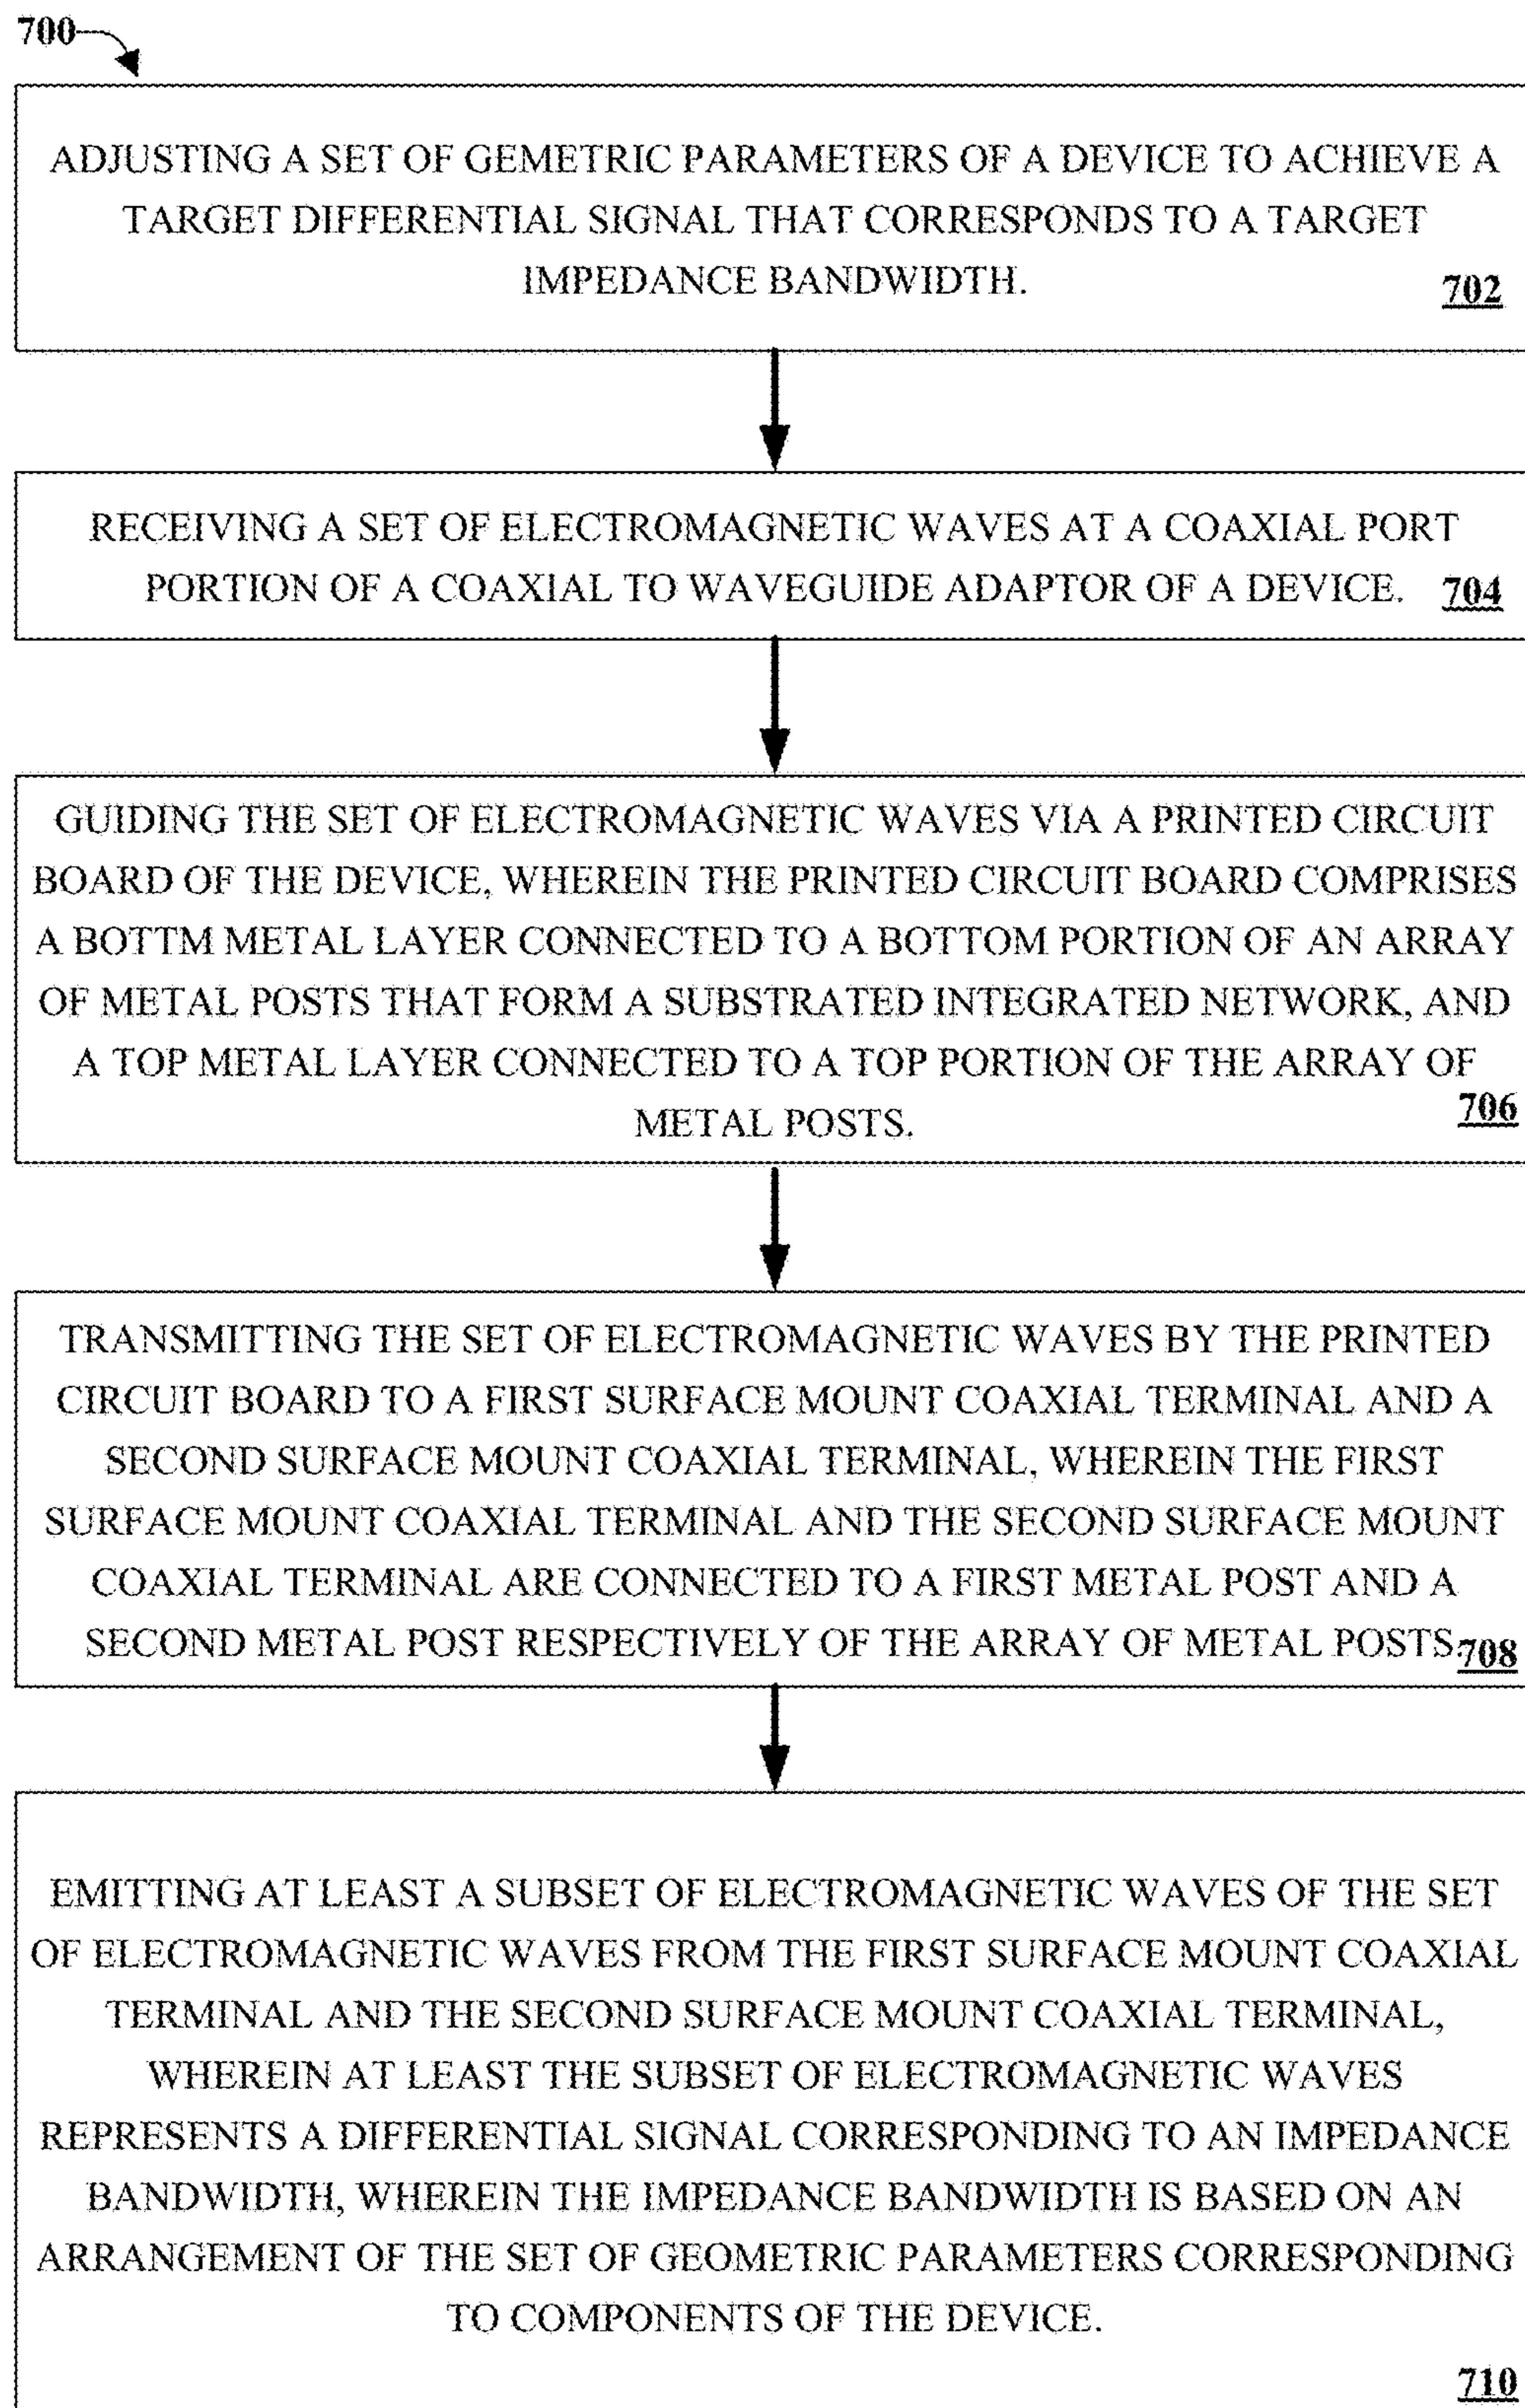 700
ADJUSTING A SET OF GEMETRIC PARAMETERS OF A DEVICE TO ACHIEVE A
TARGET DIFFERENTIAL SIGNAL THAT CORRESPONDS TO A TARGET
IMPEDANCE BANDWIDTH.
702
RECEIVING A SET OF ELECTROMAGNETIC WAVES AT A COAXIAL PORT
PORTION OF A COAXIAL TO WAVEGUIDE ADAPTOR OF A DEVICE. 704
GUIDING THE SET OF ELECTROMAGNETIC WAVES VIA A PRINTED CIRCUIT
BOARD OF THE DEVICE, WHEREIN THE PRINTED CIRCUIT BOARD COMPRISES
A BOTTM METAL LAYER CONNECTED TO A BOTTOM PORTION OF AN ARRAY
OF METAL POSTS THAT FORM A SUBSTRATED INTEGRATED NETWORK, AND
A TOP METAL LAYER CONNECTED TO A TOP PORTION OF THE ARRAY OF
METAL POSTS.
706
TRANSMITTING THE SET OF ELECTROMAGNETIC WAVES BY THE PRINTED
CIRCUIT BOARD TO A FIRST SURFACE MOUNT COAXIAL TERMINAL AND A
SECOND SURFACE MOUNT COAXIAL TERMINAL, WHEREIN THE FIRST
SURFACE MOUNT COAXIAL TERMINAL AND THE SECOND SURFACE MOUNT
COAXIAL TERMINAL ARE CONNECTED TO A FIRST METAL POST AND A
SECOND METAL POST RESPECTIVELY OF THE ARRAY OF METAL POSTS.
708
EMITTING AT LEAST A SUBSET OF ELECTROMAGNETIC WAVES OF THE SET
OF ELECTROMAGNETIC WAVES FROM THE FIRST SURFACE MOUNT COAXIAL
TERMINAL AND THE SECOND SURFACE MOUNT COAXIAL TERMINAL,
WHEREIN AT LEAST THE SUBSET OF ELECTROMAGNETIC WAVES
REPRESENTS A DIFFERENTIAL SIGNAL CORRESPONDING TO AN IMPEDANCE
BANDWIDTH, WHEREIN THE IMPEDANCE BANDWIDTH IS BASED ON AN
ARRANGEMENT OF THE SET OF GEOMETRIC PARAMETERS CORRESPONDING
TO COMPONENTS OF THE DEVICE.
710